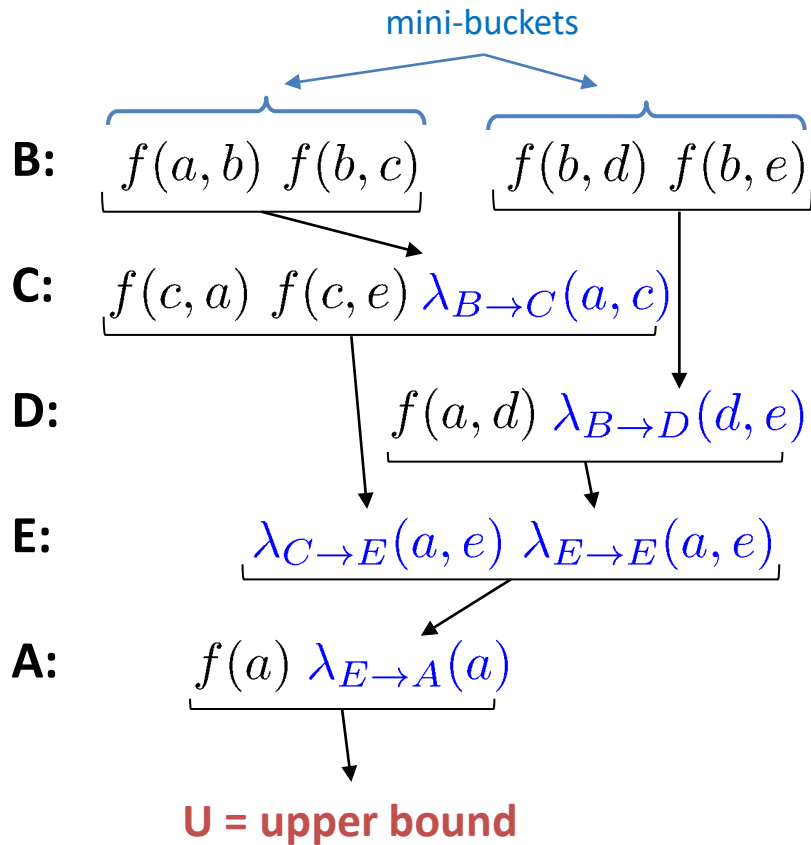 mini-buckets
B: f(a, b) f(b, c) f(b, d) f(b, e)
C: f(c, a) f(c, e) λ_{B→C}(a, c)
D: f(a, d) λ_{B→D}(d, e)
E: λ_{C→E}(a, e) λ_{E→E}(a, e)
A: f(a) λ_{E→A}(a)
U = upper bound